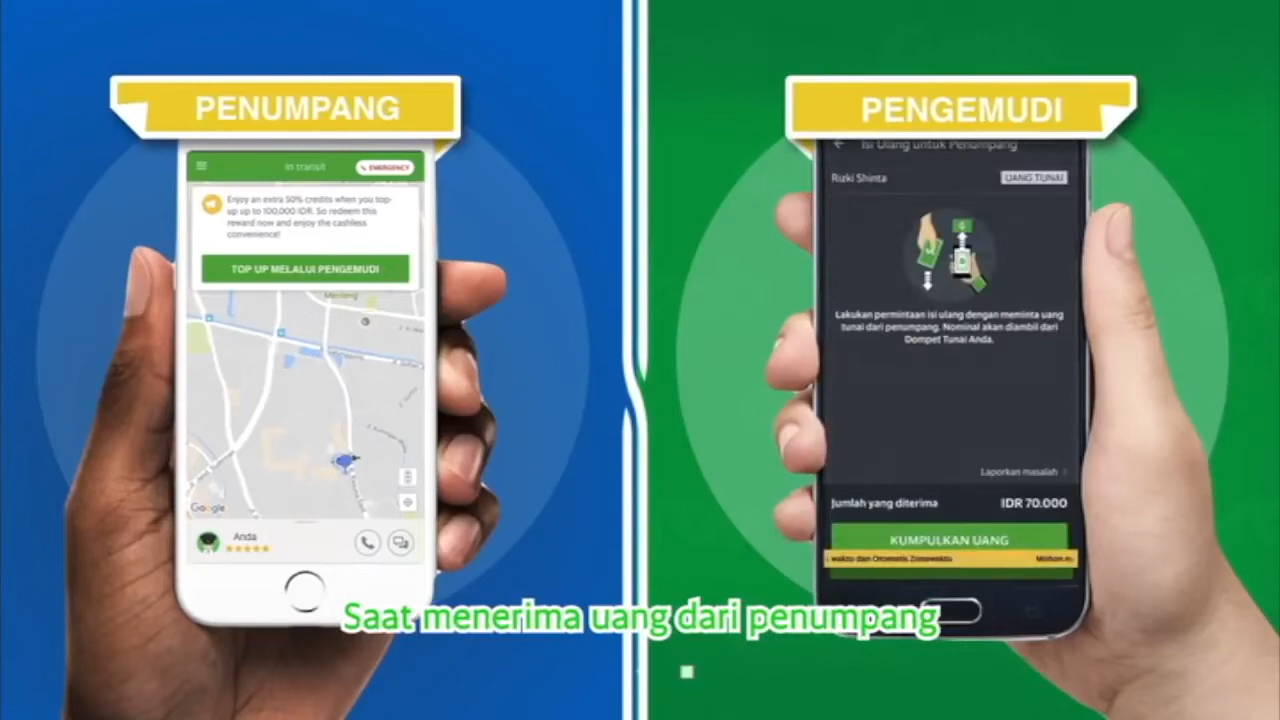 PENUMPANG
In transit
EMERGENCY
Enjoy an extra 50% credits when you top-
up up to 100,000 IDR. So redeem this
reward now and enjoy the cashless
convenience!
TOP UP MELALUI PENGEMUDI
Menteng
Google
Anda
PENGEMUDI
Isi Ulang untuk Penumpang
Rizki Shinta
UANG TUNAI
Lakukan permintaan isi ulang dengan meminta uang
tunai dari penumpang. Nominal akan diambil dari
Dompet Tunai Anda.
Laporkan masalah
Jumlah yang diterima
IDR 70.000
KUMPULKAN UANG
Saat menerima uang dari penumpang